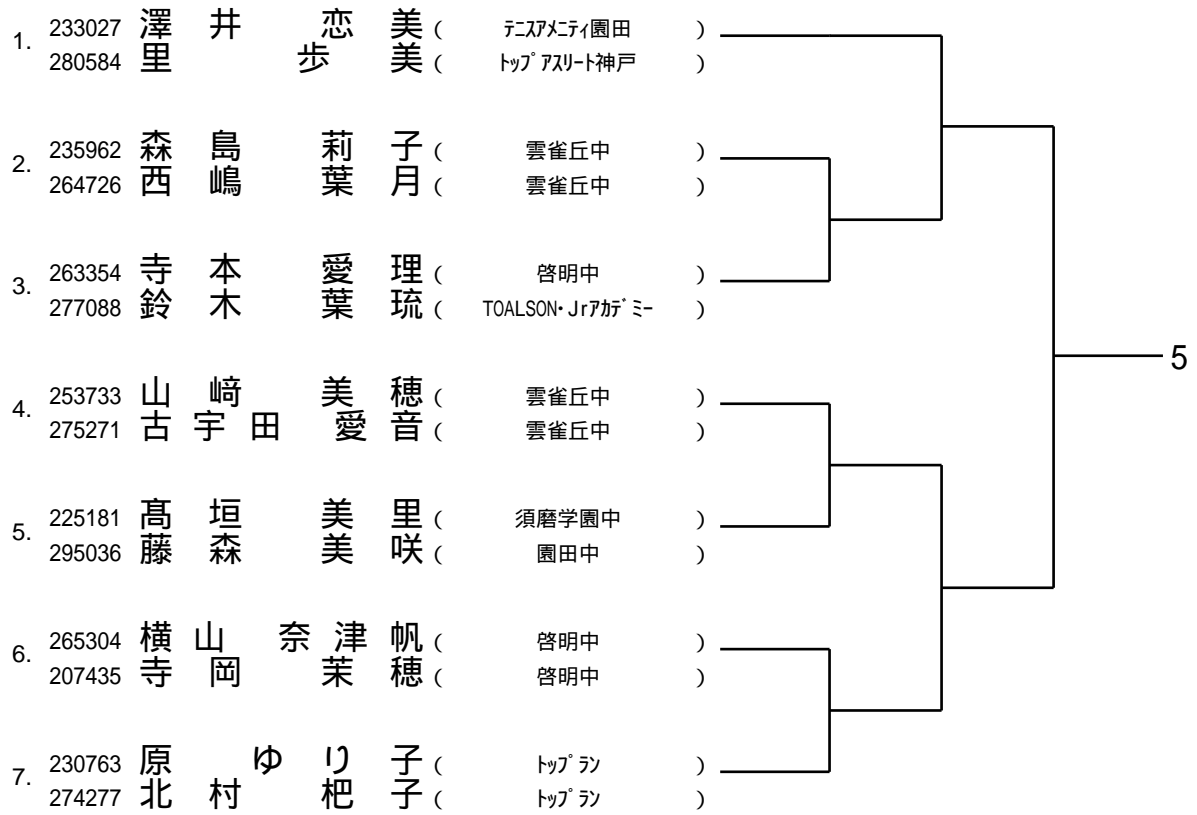 1. 233027 澤井 恋美 ( テニスアメニティ園田 )
280584 里 歩美 ( トップアスリート神戸 )
2. 235962 森島 莉子 ( 雲雀丘中 )
264726 西嶋 葉月 ( 雲雀丘中 )
3. 263354 寺本 愛理 ( 啓明中 )
277088 鈴木 葉琉 ( TOALSON・Jrアカデミー )
5
4. 253733 山﨑 美穂 ( 雲雀丘中 )
275271 古宇田 愛音 ( 雲雀丘中 )
5. 225181 髙垣 美里 ( 須磨学園中 )
295036 藤森 美咲 ( 園田中 )
6. 265304 横山 奈津帆 ( 啓明中 )
207435 寺岡 茉穂 ( 啓明中 )
7. 230763 原 ゆり子 ( トップラン )
274277 北村 杷子 ( トップラン )